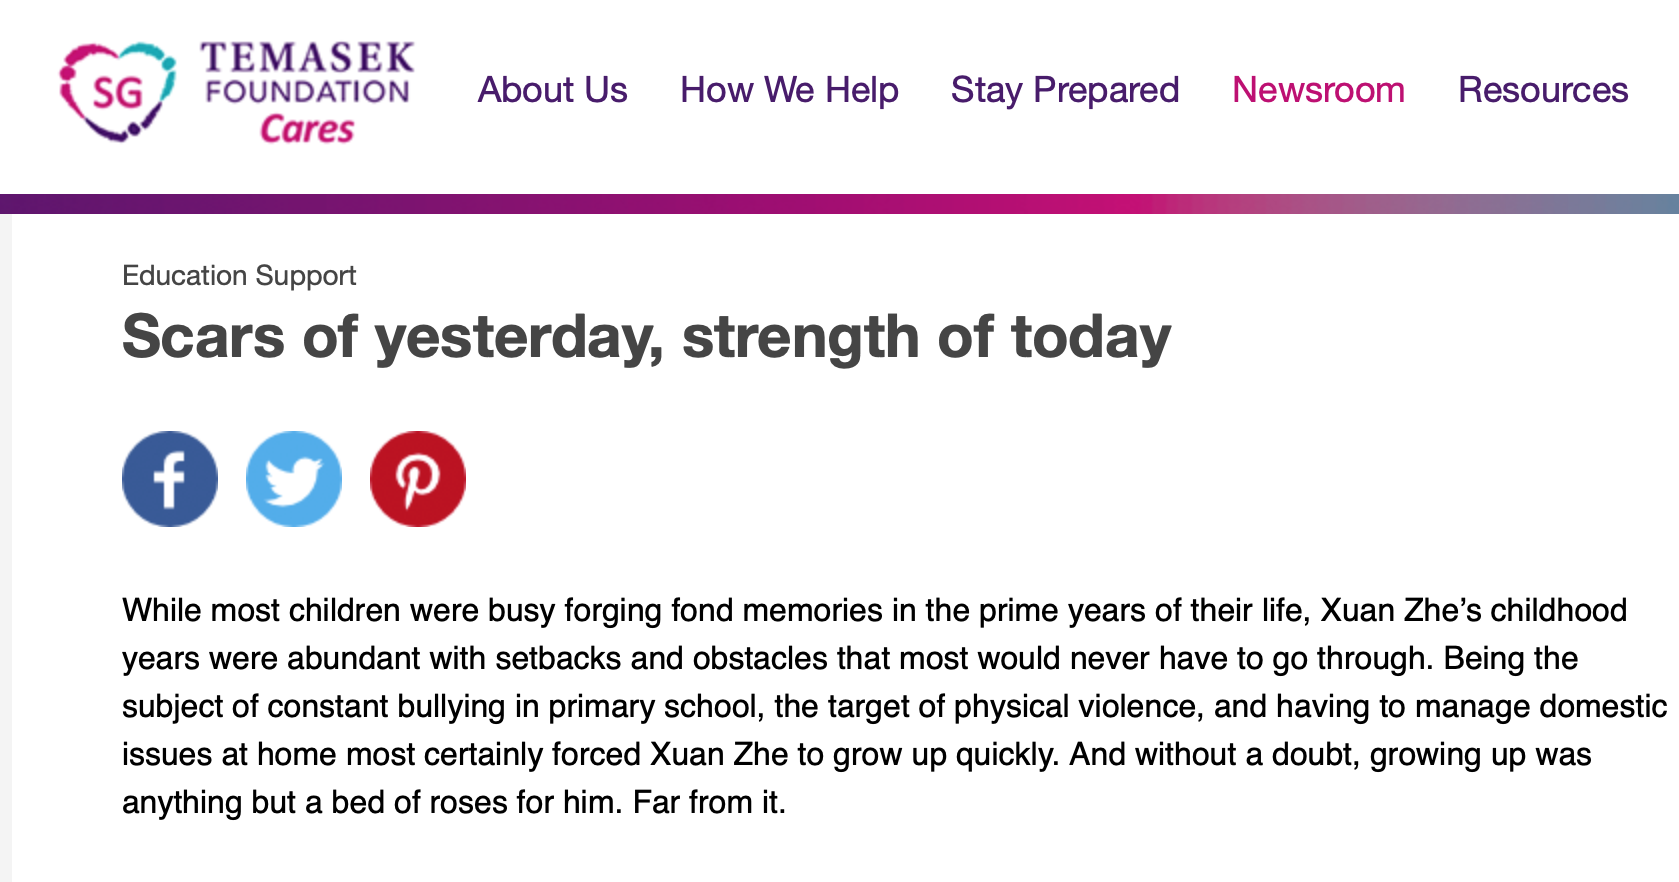 SG
TEMASEK
FOUNDATION
Cares
About Us How We Help Stay Prepared Newsroom Resources
Education Support
Scars of yesterday, strength of today
While most children were busy forging fond memories in the prime years of their life, Xuan Zhe’s childhood
years were abundant with setbacks and obstacles that most would never have to go through. Being the
subject of constant bullying in primary school, the target of physical violence, and having to manage domestic
issues at home most certainly forced Xuan Zhe to grow up quickly. And without a doubt, growing up was
anything but a bed of roses for him. Far from it.